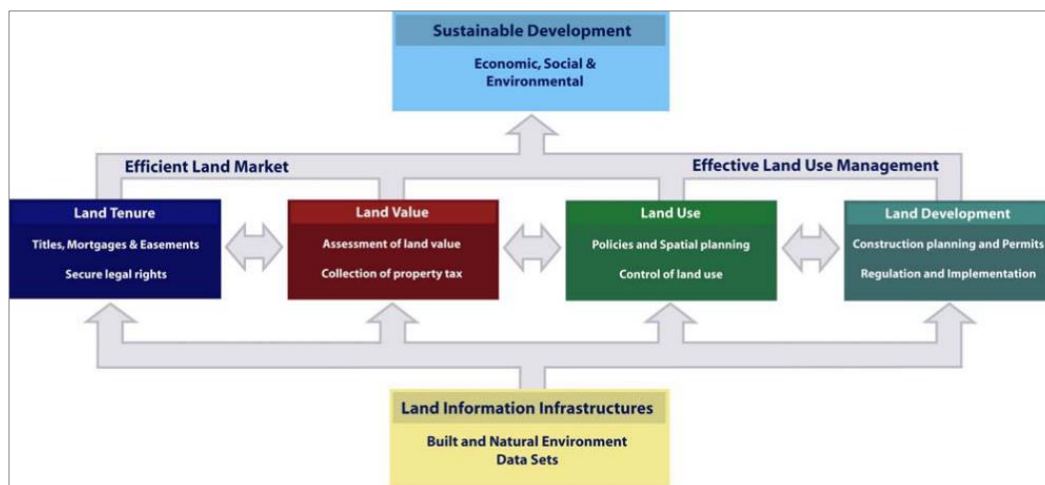 Sustainable Development
Economic, Social &
Environmental
Efficient Land Market
Effective Land Use Management
Land Tenure
Titles, Mortgages & Easements
Secure legal rights
Land Value
Assessment of land value
Collection of property tax
Land Use
Policies and Spatial planning
Control of land use
Land Development
Construction planning and Permits
Regulation and Implementation
Land Information Infrastructures
Built and Natural Environment
Data Sets